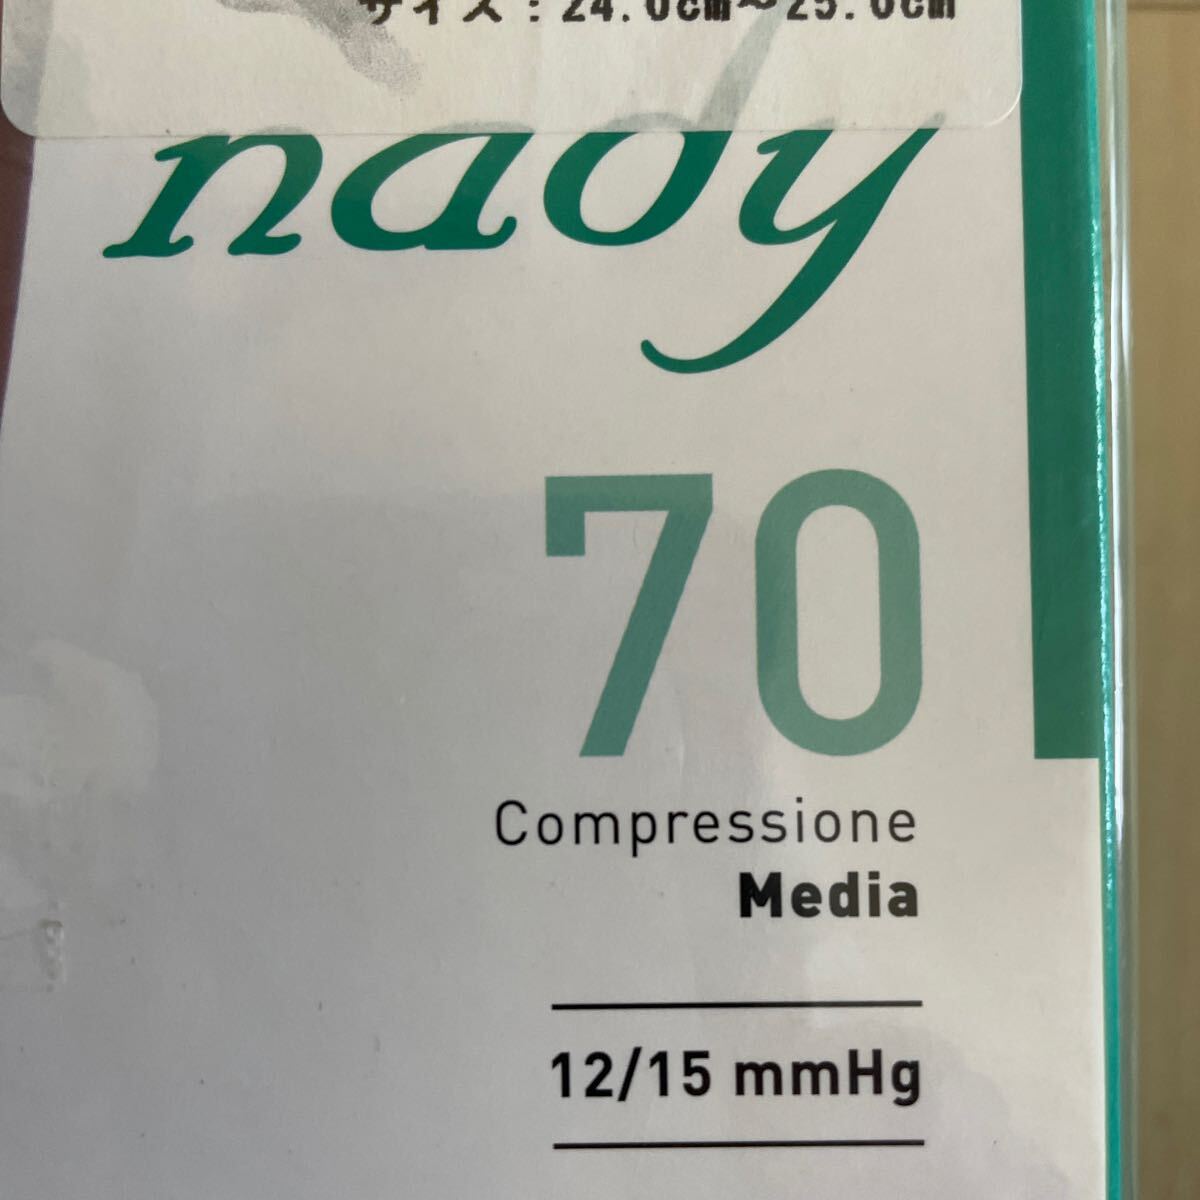 サイズ：24.0cm～25.0cm
nady
70
Compressione
Media
12/15 mmHg